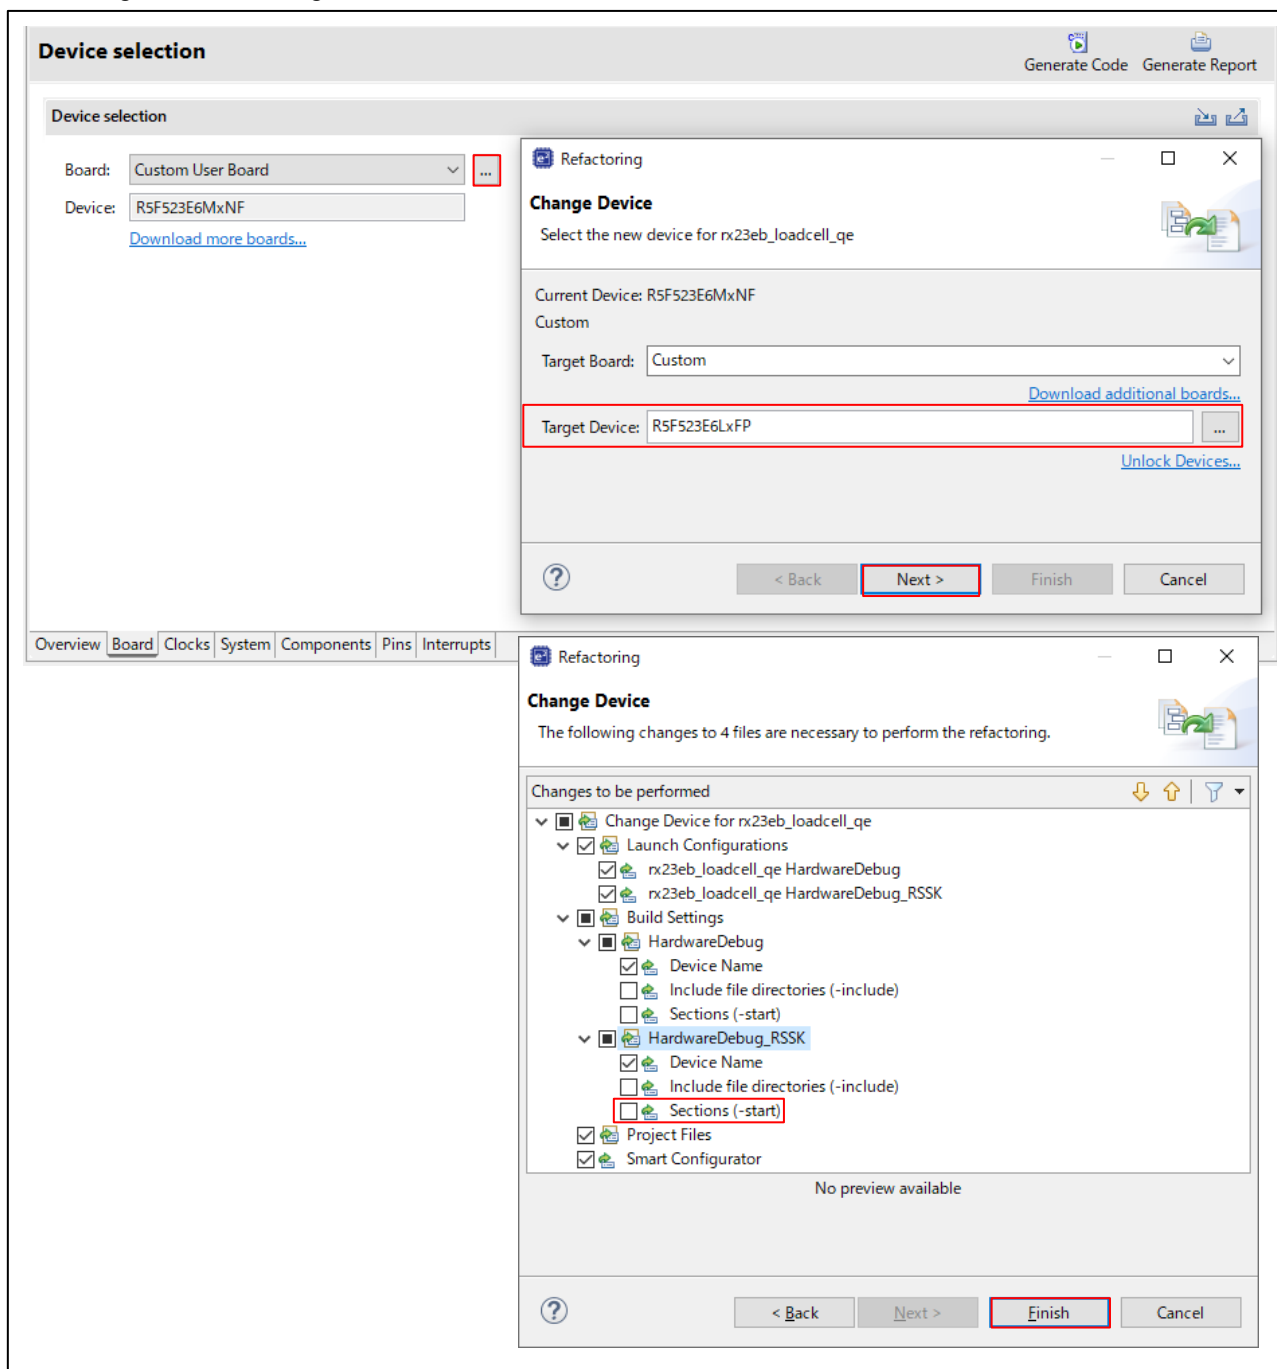 Device selection
Generate Code Generate Report
Device selection
Board: Custom User Board ...
Device: R5F523E6MxNF
Download more boards...
Overview Board Clocks System Components Pins Interrupts
Refactoring
Change Device
Select the new device for rx23eb_loadcell_qe
Current Device: R5F523E6MxNF
Custom
Target Board: Custom
Download additional boards...
Target Device: R5F523E6LxFP ...
Unlock Devices...
< Back Next > Finish Cancel
Refactoring
Change Device
The following changes to 4 files are necessary to perform the refactoring.
Changes to be performed
Change Device for rx23eb_loadcell_qe
Launch Configurations
rx23eb_loadcell_qe HardwareDebug
rx23eb_loadcell_qe HardwareDebug_RSSK
Build Settings
HardwareDebug
Device Name
Include file directories (-include)
Sections (-start)
HardwareDebug_RSSK
Device Name
Include file directories (-include)
Sections (-start)
Project Files
Smart Configurator
No preview available
< Back Next > Finish Cancel